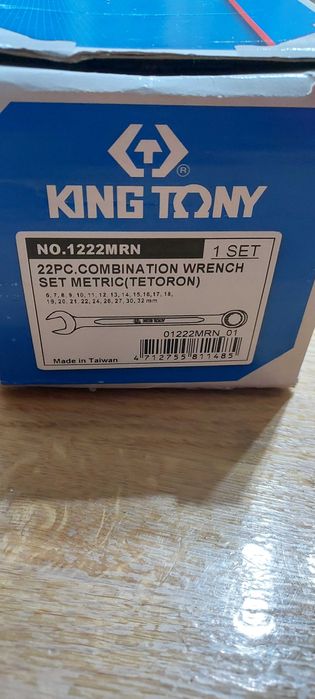 ®
KING TONY
NO.1222MRN 1 SET
22PC.COMBINATION WRENCH
SET METRIC(TETORON)
6, 7, 8, 9, 10, 11, 12, 13, 14, 15,16,17, 18,
19, 20, 21, 22, 24, 26, 27, 30, 32 mm
KING TONY
01222MRN 01
Made in Taiwan
4 712755 811485